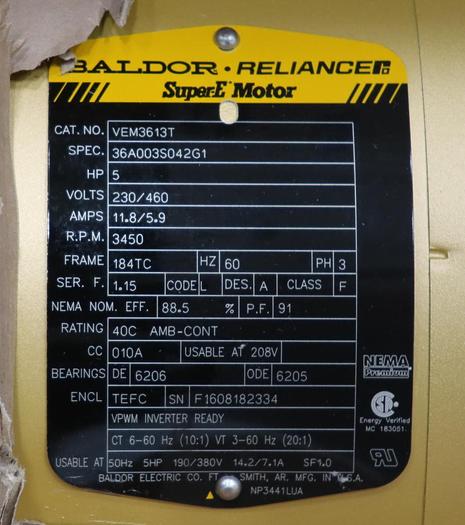 BALDOR · RELIANCER
Super-E Motor
CAT. NO. VEM3613T
SPEC. 36A003S042G1
HP 5
VOLTS 230/460
AMPS 11.8/5.9
R.P.M. 3450
FRAME 184TC HZ 60 PH 3
SER. F. 1.15 CODE L DES. A CLASS F
NEMA NOM. EFF. 88.5 % P.F. 91
RATING 40C AMB-CONT
CC 010A USABLE AT 208V
BEARINGS DE 6206 ODE 6205
ENCL TEFC SN F1608182334
VPWM INVERTER READY
CT 6-60 Hz (10:1) VT 3-60 Hz (20:1)
USABLE AT 50Hz 5HP 190/380V 14.2/7.1A SF1.0
BALDOR ELECTRIC CO. FT SMITH, AR. MFG. IN U.S.A.
NP3441LUA
NEMA
Premium
Energy Verified
MC 183051